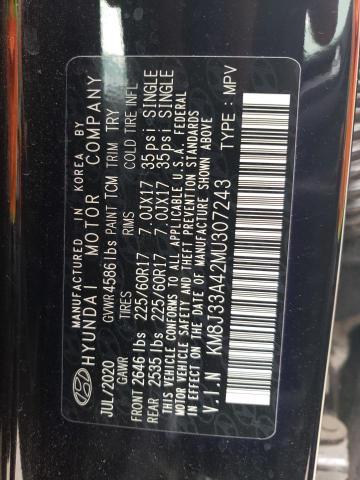 MANUFACTURED IN KOREA BY
HYUNDAI MOTOR COMPANY
JUL/2020 GVWR 4586 lbs PAINT TCM TRIM TRY
GAWR TIRES RIMS COLD TIRE INFL
FRONT 2646 lbs 225/60R17 7.0JX17 35psi SINGLE
REAR 2535 lbs 225/60R17 7.0JX17 35psi SINGLE
THIS VEHICLE CONFORMS TO ALL APPLICABLE U.S.A. FEDERAL
MOTOR VEHICLE SAFETY AND THEFT PREVENTION STANDARDS
IN EFFECT ON THE DATE OF MANUFACTURE SHOWN ABOVE
V.I.N KM8J33A42MU307243 TYPE : MPV